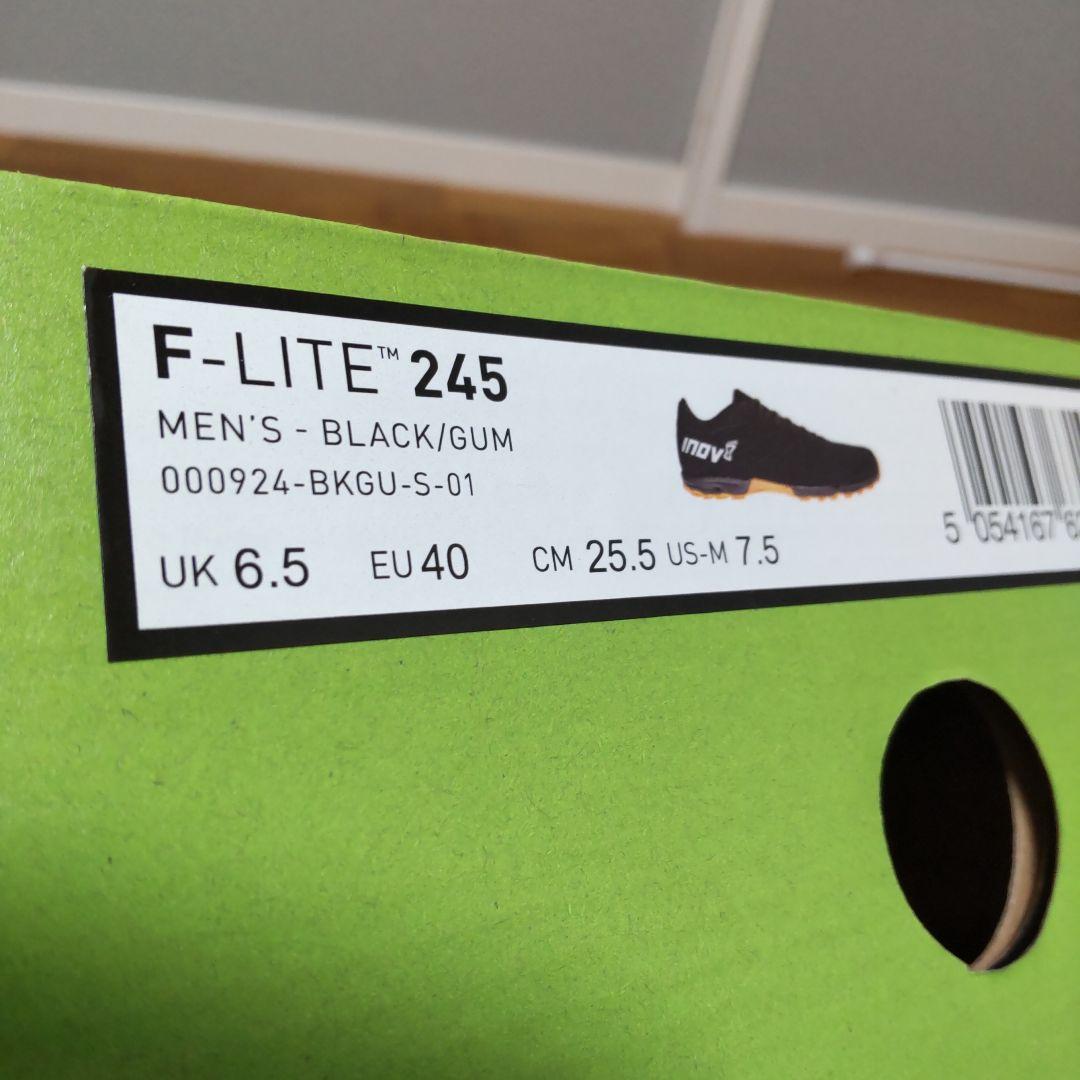 F-LITE™ 245
MEN'S - BLACK/GUM
000924-BKGU-S-01
inov8
UK 6.5 EU 40 CM 25.5 US-M 7.5
5 054167